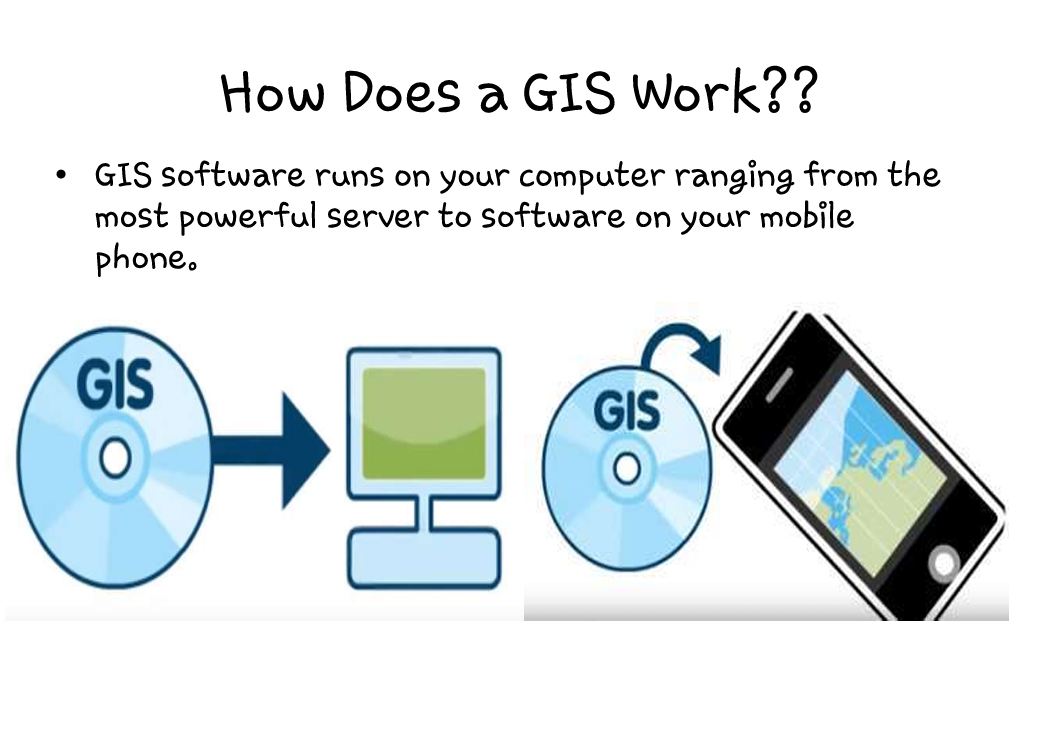 How Does a GIS Work??
• GIS software runs on your computer ranging from the
most powerful server to software on your mobile
phone.
GIS
GIS